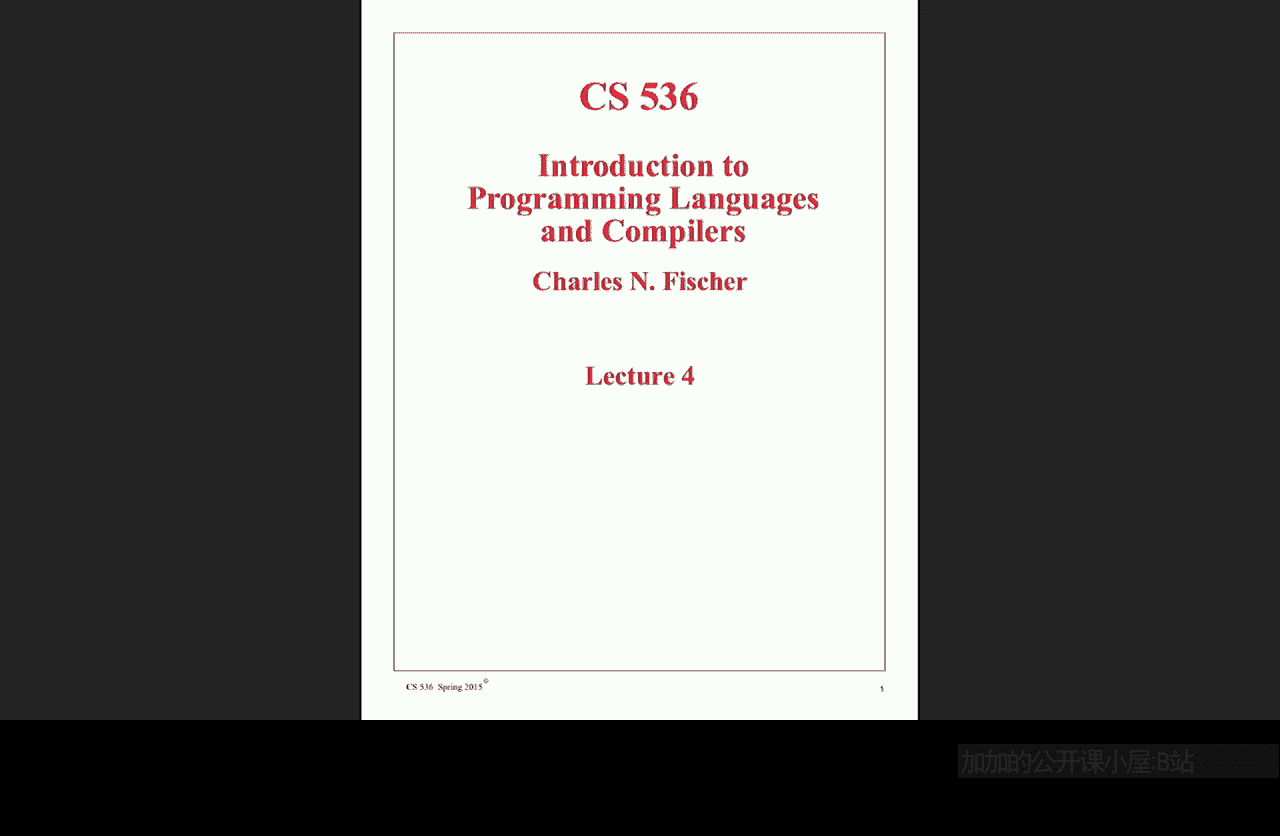 CS 536
Introduction to
Programming Languages
and Compilers
Charles N. Fischer
Lecture 4
CS 536 Spring 2015©
1
加加的公开课小屋:B站